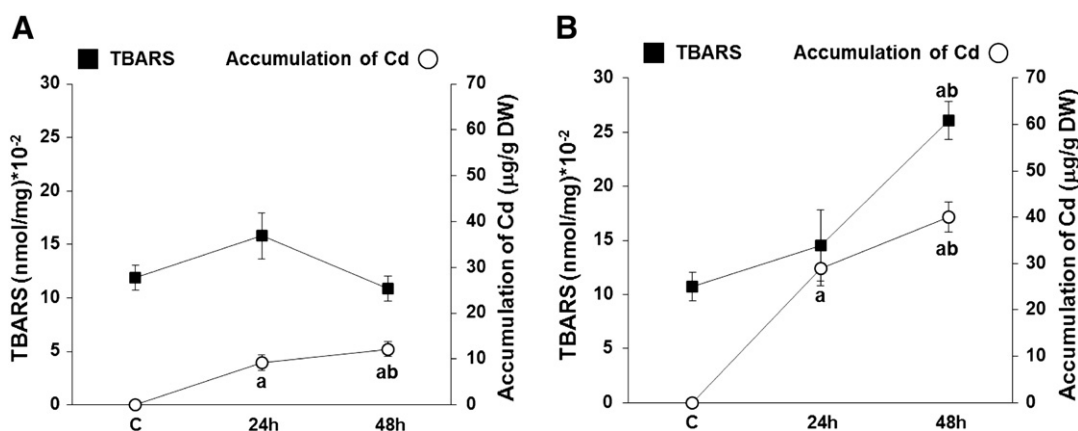 A
TBARS Accumulation of Cd
TBARS (nmol/mg)*10-2
30
25
20
15
10
5
0
Accumulation of Cd (µg/g DW)
70
60
50
40
30
20
10
0
a
ab
C 24h 48h
B
TBARS Accumulation of Cd
TBARS (nmol/mg)*10-2
30
25
20
15
10
5
0
Accumulation of Cd (µg/g DW)
70
60
50
40
30
20
10
0
ab
a
ab
C 24h 48h